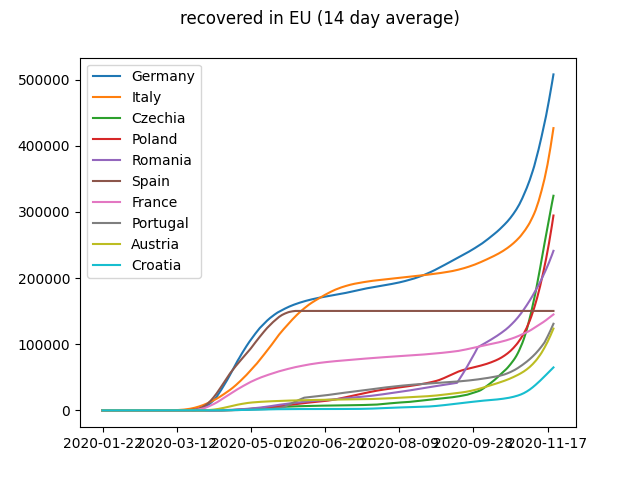 recovered in EU (14 day average)
500000
400000
300000
200000
100000
0
Germany
Italy
Czechia
Poland
Romania
Spain
France
Portugal
Austria
Croatia
2020-01-22 2020-03-12 2020-05-01 2020-06-20 2020-08-09 2020-09-28 2020-11-17